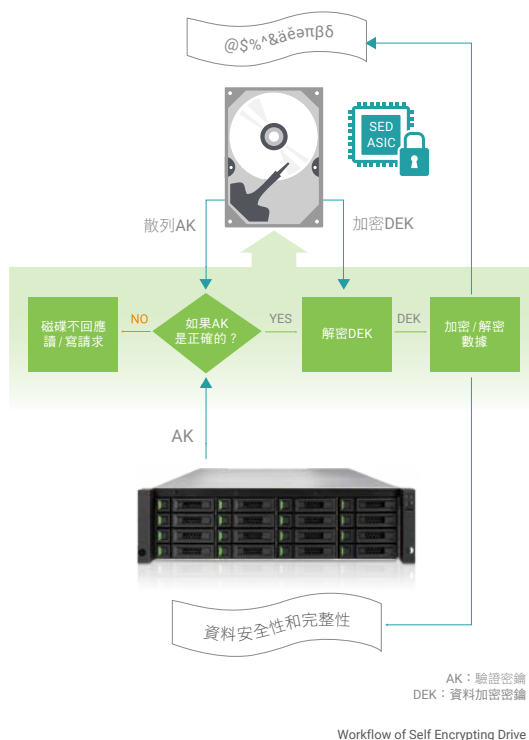 @$%^&äěəπβδ
SED
ASIC
散列AK
加密DEK
磁碟不回應
讀/寫請求
NO
如果AK
是正確的？
YES
解密DEK
DEK
加密/解密
數據
AK
資料安全性和完整性
AK：驗證密鑰
DEK：資料加密密鑰
Workflow of Self Encrypting Drive